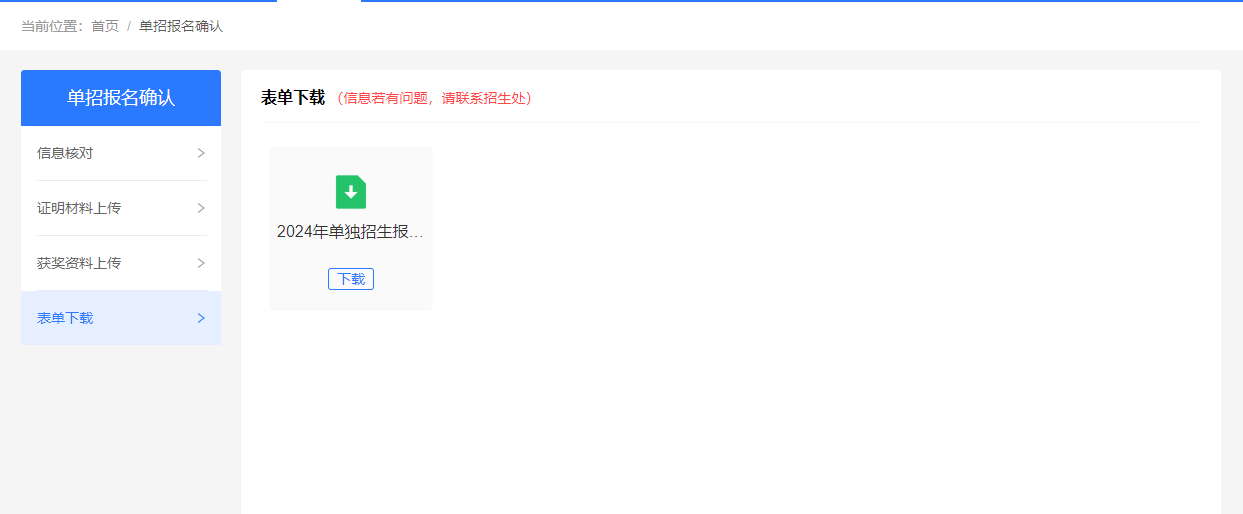 当前位置：首页 / 单招报名确认
单招报名确认
信息核对
证明材料上传
获奖资料上传
表单下载
表单下载（信息若有问题，请联系招生处）
2024年单独招生报...
下载